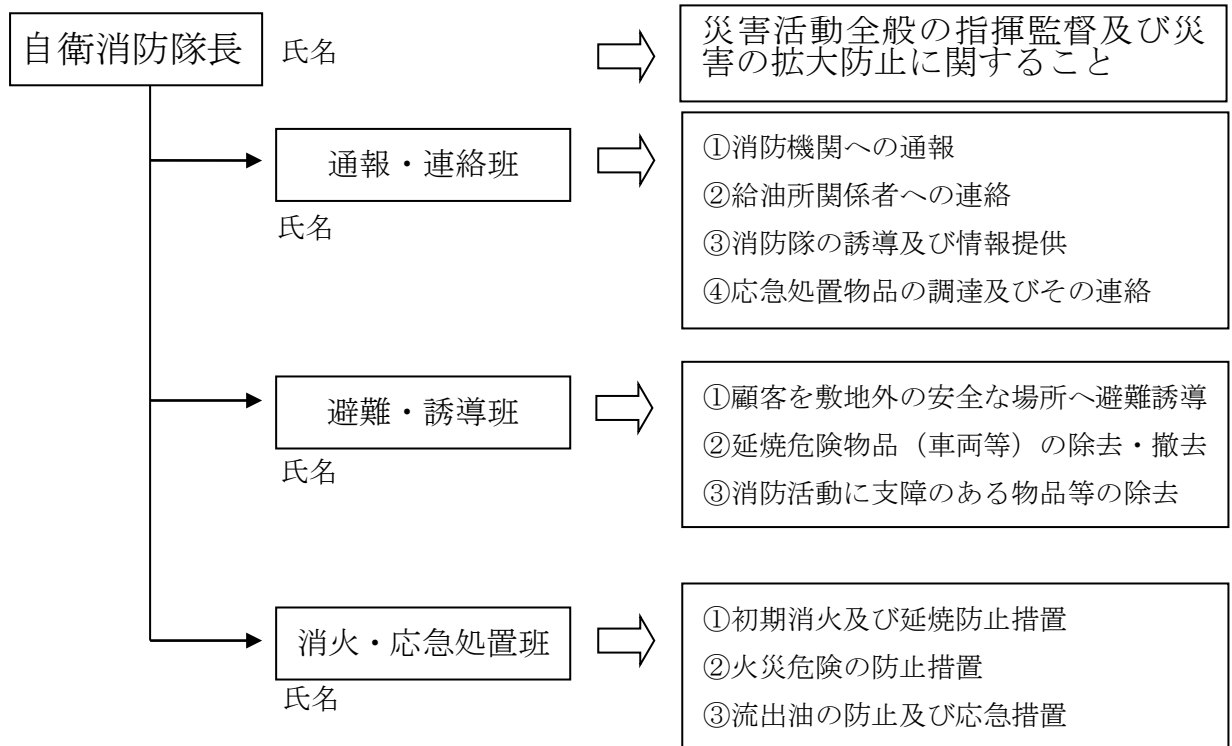 自衛消防隊長
氏名
災害活動全般の指揮監督及び災
害の拡大防止に関すること
通報・連絡班
氏名
①消防機関への通報
②給油所関係者への連絡
③消防隊の誘導及び情報提供
④応急処置物品の調達及びその連絡
避難・誘導班
氏名
①顧客を敷地外の安全な場所へ避難誘導
②延焼危険物品（車両等）の除去・撤去
③消防活動に支障のある物品等の除去
消火・応急処置班
氏名
①初期消火及び延焼防止措置
②火災危険の防止措置
③流出油の防止及び応急措置